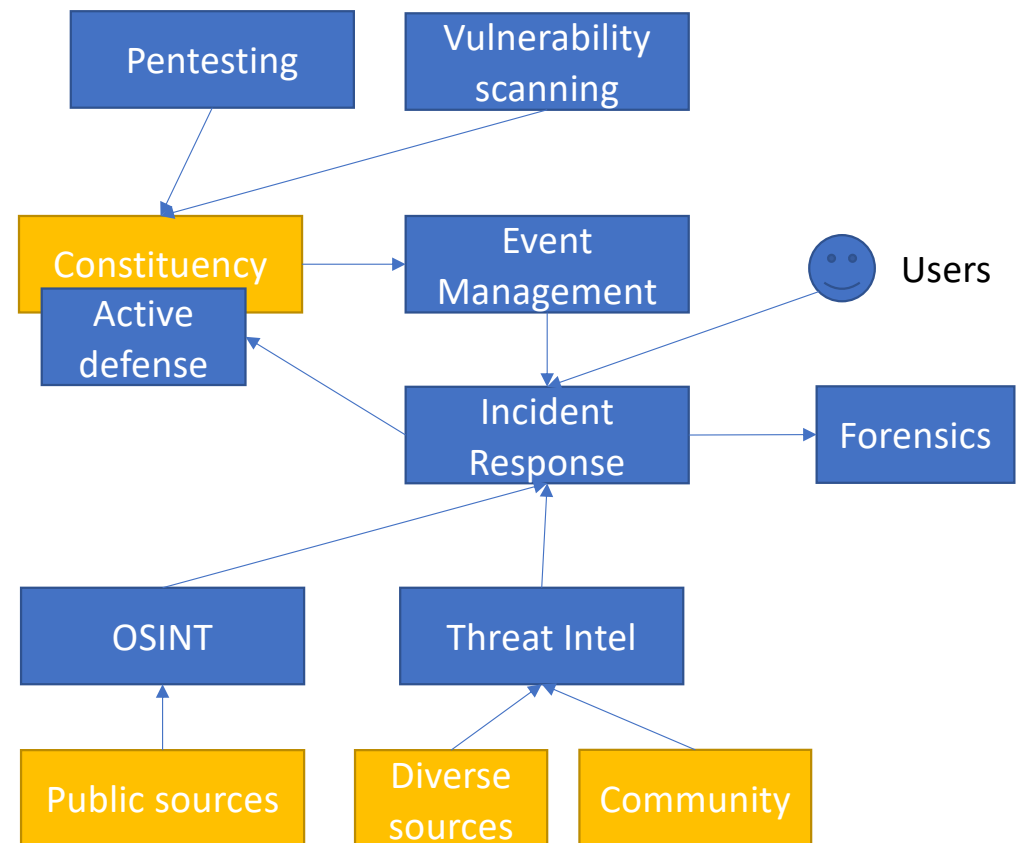 Pentesting
Vulnerability
scanning
Constituency
Event
Management
Users
Active
defense
Incident
Response
Forensics
OSINT
Threat Intel
Public sources
Diverse
sources
Community